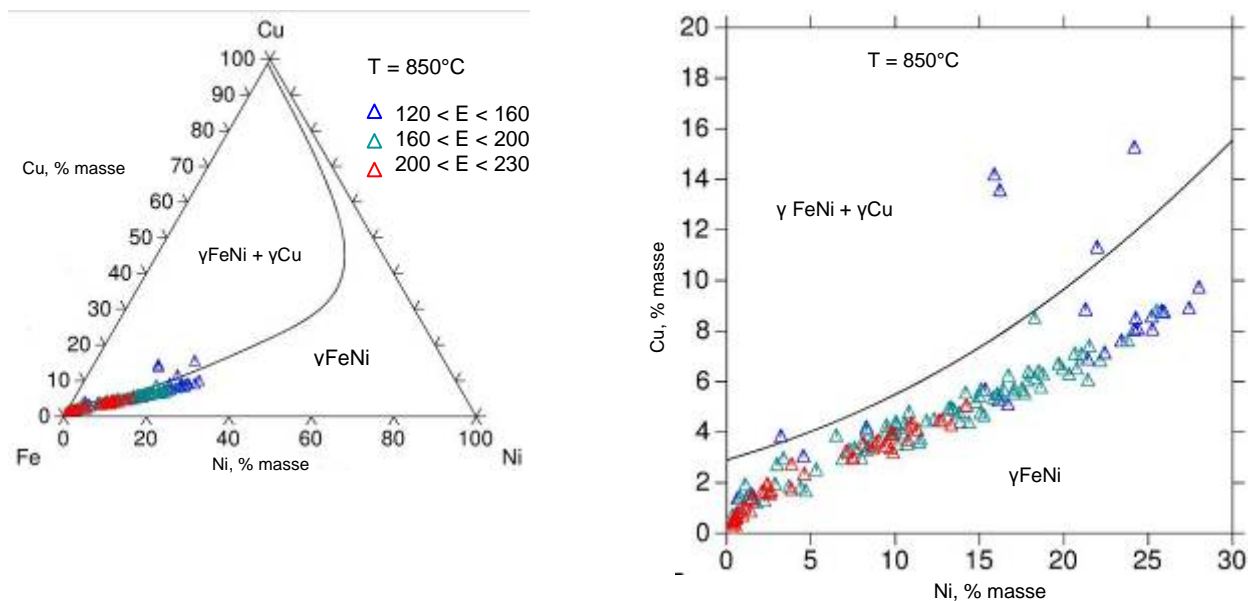 Cu
100
90
80
70
60
50
40
30
20
10
0
Cu, % masse
T = 850°C
120 < E < 160
160 < E < 200
200 < E < 230
γFeNi + γCu
γFeNi
0
20
40
60
80
100
Fe
Ni, % masse
Ni
20
18
16
14
12
10
8
6
4
2
0
Cu, % masse
T = 850°C
γ FeNi + γCu
γFeNi
0
5
10
15
20
25
30
Ni, % masse